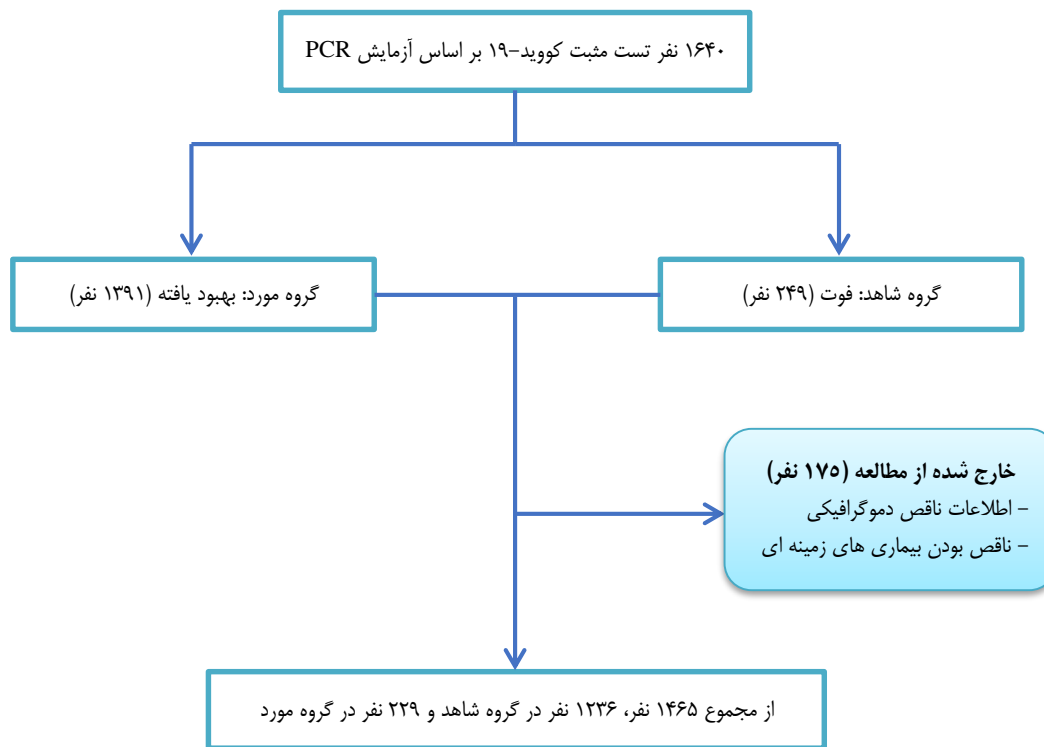 ۱۶۴۰ نفر تست مثبت کووید-۱۹ بر اساس آزمایش PCR
گروه شاهد: فوت (۲۴۹ نفر)
گروه مورد: بهبود یافته (۱۳۹۱ نفر)
خارج شده از مطالعه (۱۷۵ نفر)
- اطلاعات ناقص دموگرافیکی
- ناقص بودن بیماری های زمینه ای
از مجموع ۱۴۶۵ نفر، ۱۲۳۶ نفر در گروه شاهد و ۲۲۹ نفر در گروه مورد